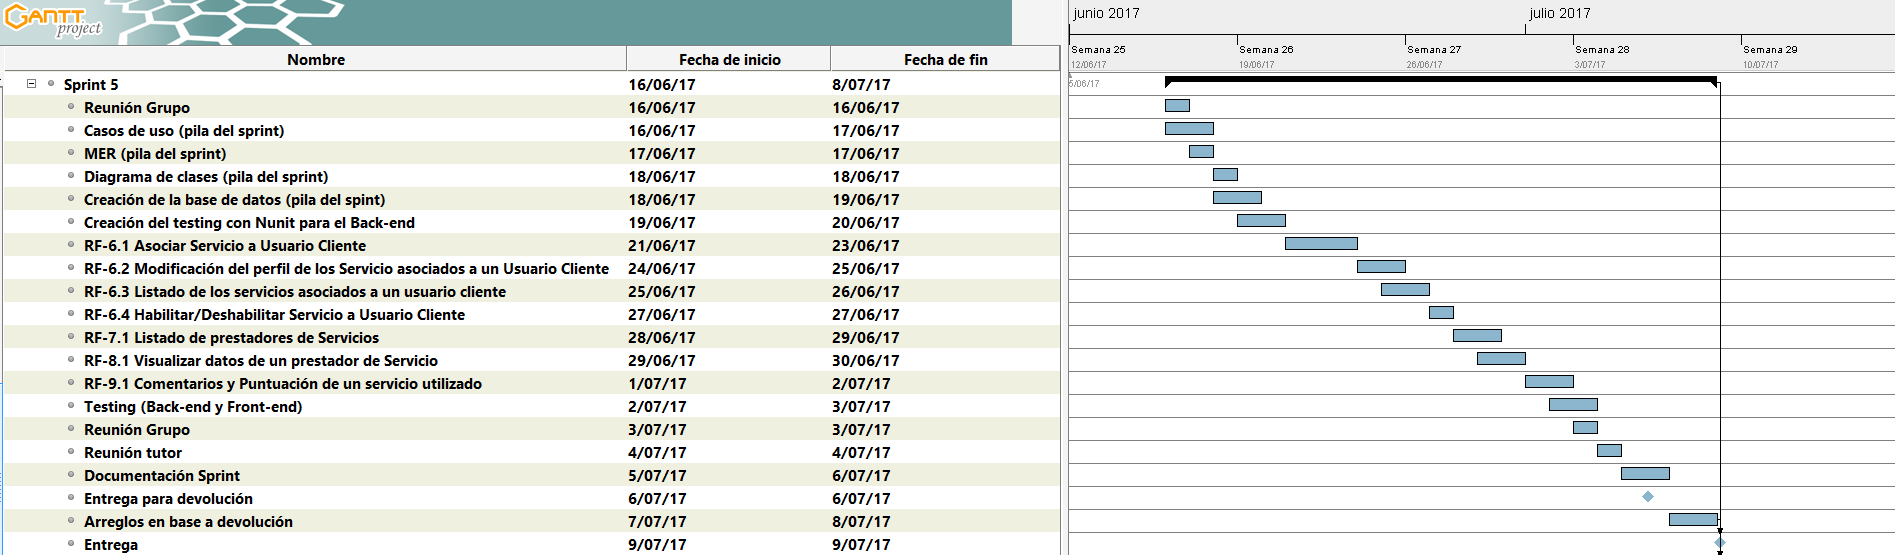 GANTT
project
junio 2017
julio 2017
Semana 25
Semana 26
Semana 27
Semana 28
Semana 29
12/06/17
19/06/17
26/06/17
3/07/17
10/07/17
5/06/17
Nombre Fecha de inicio Fecha de fin
Sprint 5 16/06/17 8/07/17
Reunión Grupo 16/06/17 16/06/17
Casos de uso (pila del sprint) 16/06/17 17/06/17
MER (pila del sprint) 17/06/17 17/06/17
Diagrama de clases (pila del sprint) 18/06/17 18/06/17
Creación de la base de datos (pila del spint) 18/06/17 19/06/17
Creación del testing con Nunit para el Back-end 19/06/17 20/06/17
RF-6.1 Asociar Servicio a Usuario Cliente 21/06/17 23/06/17
RF-6.2 Modificación del perfil de los Servicio asociados a un Usuario Cliente 24/06/17 25/06/17
RF-6.3 Listado de los servicios asociados a un usuario cliente 25/06/17 26/06/17
RF-6.4 Habilitar/Deshabilitar Servicio a Usuario Cliente 27/06/17 27/06/17
RF-7.1 Listado de prestadores de Servicios 28/06/17 29/06/17
RF-8.1 Visualizar datos de un prestador de Servicio 29/06/17 30/06/17
RF-9.1 Comentarios y Puntuación de un servicio utilizado 1/07/17 2/07/17
Testing (Back-end y Front-end) 2/07/17 3/07/17
Reunión Grupo 3/07/17 3/07/17
Reunión tutor 4/07/17 4/07/17
Documentación Sprint 5/07/17 6/07/17
Entrega para devolución 6/07/17 6/07/17
Arreglos en base a devolución 7/07/17 8/07/17
Entrega 9/07/17 9/07/17